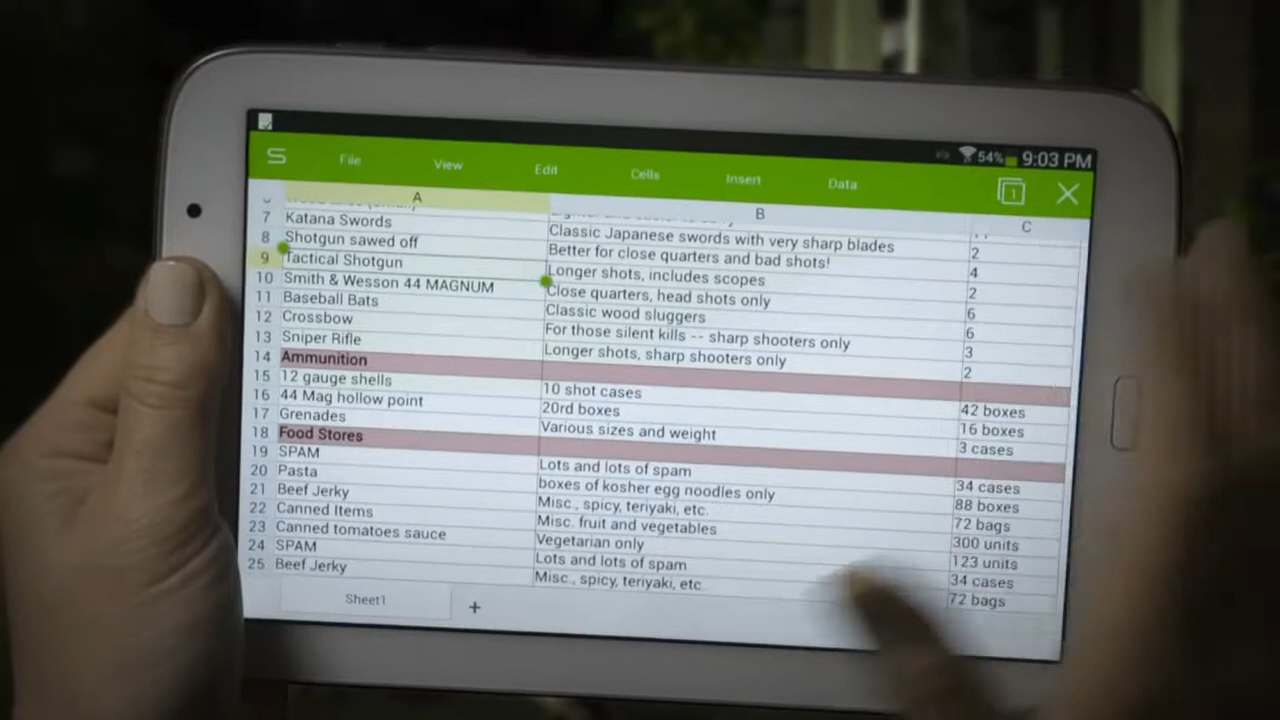 54% 9:03 PM
S File View Edit Cells Insert Data 1
A B C
7 Katana Swords Classic Japanese swords with very sharp blades 2
8 Shotgun sawed off Better for close quarters and bad shots! 4
9 Tactical Shotgun Longer shots, includes scopes 2
10 Smith & Wesson 44 MAGNUM Close quarters, head shots only 6
11 Baseball Bats Classic wood sluggers 6
12 Crossbow For those silent kills -- sharp shooters only 3
13 Sniper Rifle Longer shots, sharp shooters only 2
14 Ammunition
15 12 gauge shells 10 shot cases 42 boxes
16 44 Mag hollow point 20rd boxes 16 boxes
17 Grenades Various sizes and weight 3 cases
18 Food Stores
19 SPAM Lots and lots of spam 34 cases
20 Pasta boxes of kosher egg noodles only 88 boxes
21 Beef Jerky Misc., spicy, teriyaki, etc. 72 bags
22 Canned Items Misc. fruit and vegetables 300 units
23 Canned tomatoes sauce Vegetarian only 123 units
24 SPAM Lots and lots of spam 34 cases
25 Beef Jerky Misc., spicy, teriyaki, etc 72 bags
Sheet1 +